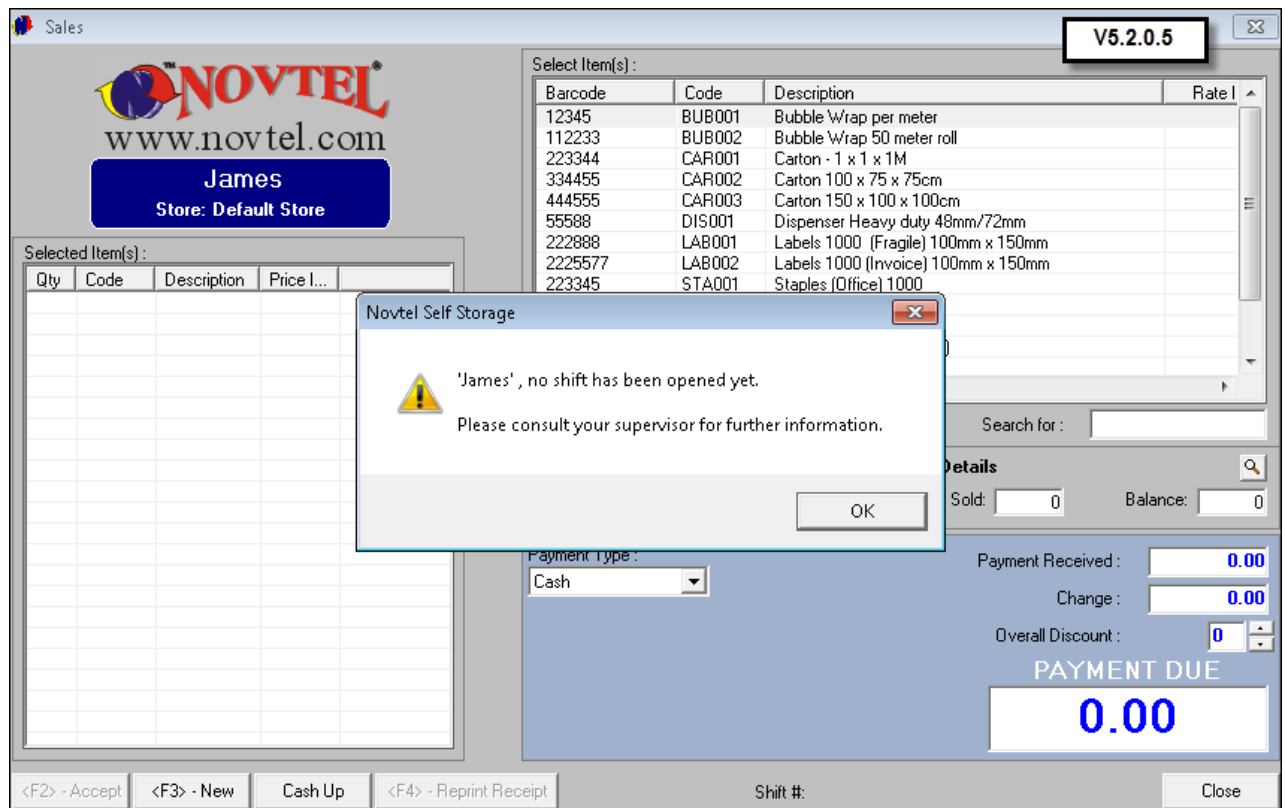 Sales
V5.2.0.5
™NOVTEL
www.novtel.com
James
Store: Default Store
Select Item(s) :
Barcode Code Description Rate I
12345 BUB001 Bubble Wrap per meter
112233 BUB002 Bubble Wrap 50 meter roll
223344 CAR001 Carton - 1 x 1 x 1M
334455 CAR002 Carton 100 x 75 x 75cm
444555 CAR003 Carton 150 x 100 x 100cm
55588 DIS001 Dispenser Heavy duty 48mm/72mm
222888 LAB001 Labels 1000 (Fragile) 100mm x 150mm
2225577 LAB002 Labels 1000 (Invoice) 100mm x 150mm
223345 STA001 Staples (Office) 1000
Selected Item(s) :
Qty Code Description Price I...
Novtel Self Storage
'James' , no shift has been opened yet.
Please consult your supervisor for further information.
OK
Search for :
Details
Sold: 0 Balance: 0
Payment Type :
Cash
Payment Received : 0.00
Change : 0.00
Overall Discount : 0
PAYMENT DUE
0.00
<F2> - Accept <F3> - New Cash Up <F4> - Reprint Receipt Shift #: Close